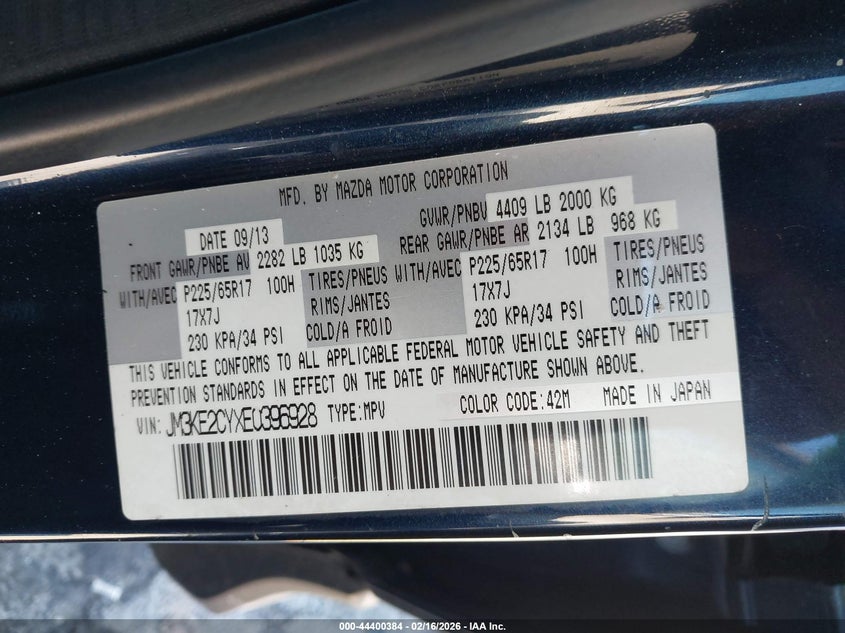 MFD. BY MAZDA MOTOR CORPORATION
DATE 09/13 GVWR/PNBV 4409 LB 2000 KG
FRONT GAWR/PNBE AV 2282 LB 1035 KG REAR GAWR/PNBE AR 2134 LB 968 KG
WITH/AVEC P225/65R17 100H TIRES/PNEUS WITH/AVEC P225/65R17 100H TIRES/PNEUS
17X7J RIMS/JANTES 17X7J RIMS/JANTES
230 KPA/34 PSI COLD/A FROID 230 KPA/34 PSI COLD/A FROID
THIS VEHICLE CONFORMS TO ALL APPLICABLE FEDERAL MOTOR VEHICLE SAFETY AND THEFT
PREVENTION STANDARDS IN EFFECT ON THE DATE OF MANUFACTURE SHOWN ABOVE.
VIN: JM3KE2CYXE0396928 TYPE:MPV COLOR CODE:42M MADE IN JAPAN
000-44400384 - 02/16/2026 - IAA Inc.